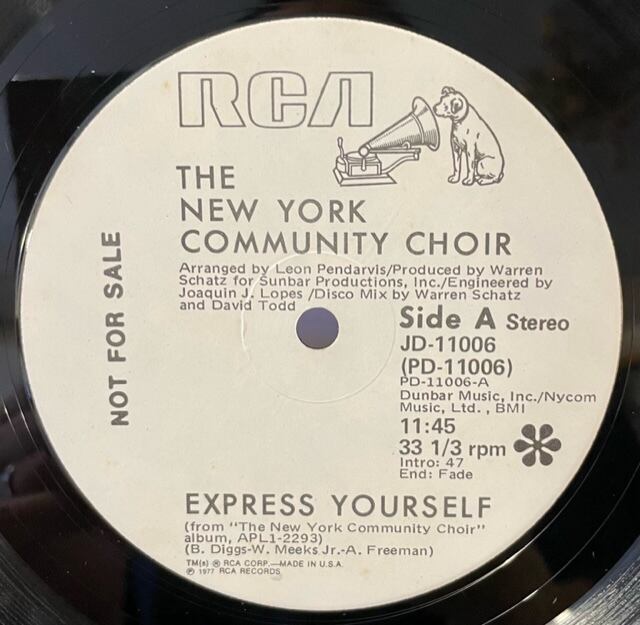 RCA
THE
NEW YORK
COMMUNITY CHOIR
Arranged by Leon Pendarvis/Produced by Warren
Schatz for Sunbar Productions, Inc./Engineered by
Joaquin J. Lopes /Disco Mix by Warren Schatz
and David Todd
NOT FOR SALE
Side A Stereo
JD-11006
(PD-11006)
PD-11006-A
Dunbar Music, Inc./Nycom
Music, Ltd., BMI
11:45
33 1/3 rpm
Intro: 47
End: Fade
EXPRESS YOURSELF
(from "The New York Community Choir"
album, APL1-2293)
(B. Diggs-W. Meeks Jr.-A. Freeman)
TM(s) ® RCA CORP.—MADE IN U.S.A.
℗ 1977 RCA RECORDS